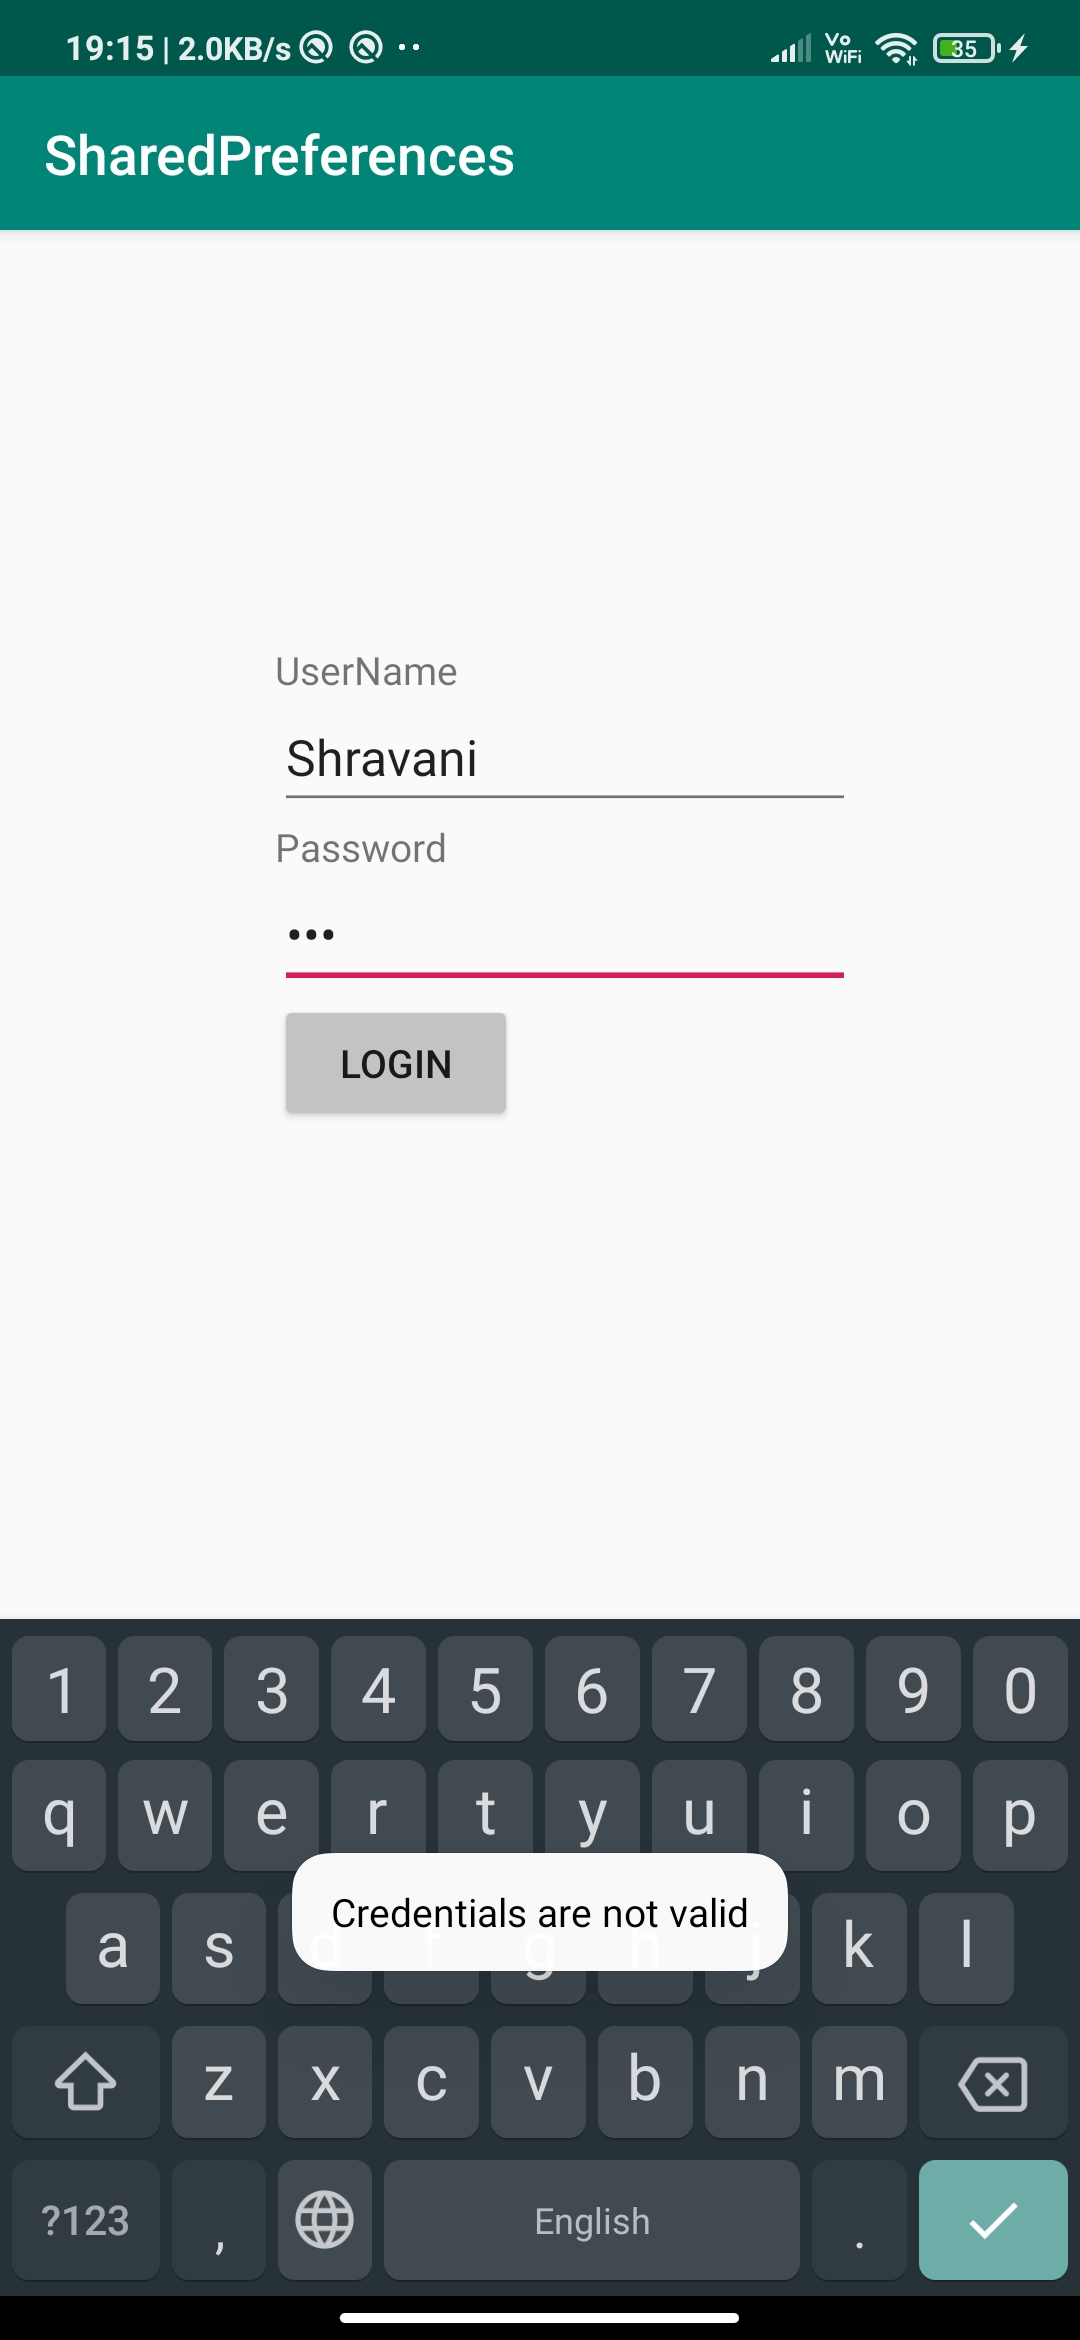 19:15 | 2.0KB/s
Vo
WiFi
35
SharedPreferences
UserName
Shravani
Password
•••
LOGIN
1 2 3 4 5 6 7 8 9 0
q w e r t y u i o p
Credentials are not valid
a s d f g h j k l
z x c v b n m
?123 , English .